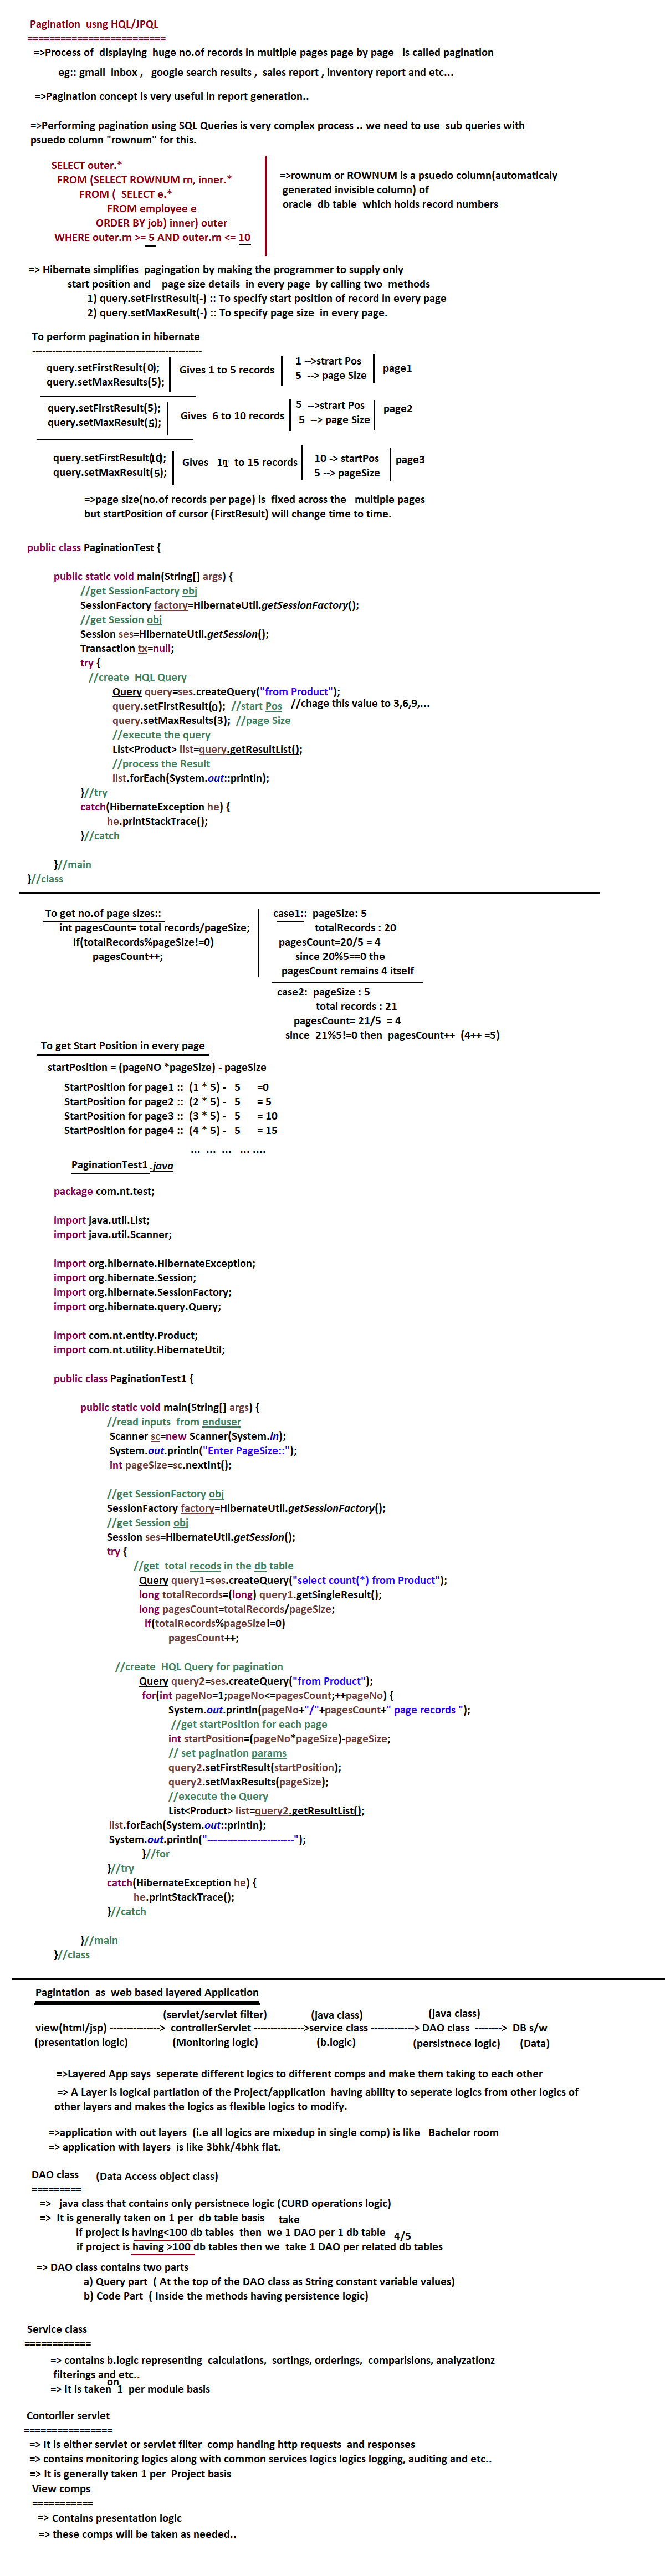 Pagination usng HQL/JPQL
=========================
=>Process of displaying huge no.of records in multiple pages page by page is called pagination
eg:: gmail inbox , google search results , sales report , inventory report and etc...
=>Pagination concept is very useful in report generation..
=>Performing pagination using SQL Queries is very complex process .. we need to use sub queries with
psuedo column "rownum" for this.
SELECT outer.*
FROM (SELECT ROWNUM rn, inner.*
FROM ( SELECT e.*
FROM employee e
ORDER BY job) inner) outer
WHERE outer.rn >= 5 AND outer.rn <= 10
=>rownum or ROWNUM is a psuedo column(automaticaly
generated invisible column) of
oracle db table which holds record numbers
=> Hibernate simplifies pagingation by making the programmer to supply only
start position and page size details in every page by calling two methods
1) query.setFirstResult(-) :: To specify start position of record in every page
2) query.setMaxResult(-) :: To specify page size in every page.
To perform pagination in hibernate
---------------------------------------------------
query.setFirstResult(0);
query.setMaxResults(5);
Gives 1 to 5 records
1 -->strart Pos
5 --> page Size
page1
query.setFirstResult(5);
query.setMaxResult(5);
Gives 6 to 10 records
5 -->strart Pos
5 --> page Size
page2
query.setFirstResult(10);
query.setMaxResult(5);
Gives 11 to 15 records
10 -> startPos
5 --> pageSize
page3
=>page size(no.of records per page) is fixed across the multiple pages
but startPosition of cursor (FirstResult) will change time to time.
public class PaginationTest {
public static void main(String[] args) {
//get SessionFactory obj
SessionFactory factory=HibernateUtil.getSessionFactory();
//get Session obj
Session ses=HibernateUtil.getSession();
Transaction tx=null;
try {
//create HQL Query
Query query=ses.createQuery("from Product");
query.setFirstResult(0); //start Pos //chage this value to 3,6,9,...
query.setMaxResults(3); //page Size
//execute the query
List<Product> list=query.getResultList();
//process the Result
list.forEach(System.out::println);
}//try
catch(HibernateException he) {
he.printStackTrace();
}//catch
}//main
}//class
To get no.of page sizes::
int pagesCount= total records/pageSize;
if(totalRecords%pageSize!=0)
pagesCount++;
case1:: pageSize: 5
totalRecords : 20
pagesCount=20/5 = 4
since 20%5==0 the
pagesCount remains 4 itself
case2: pageSize : 5
total records : 21
pagesCount= 21/5 = 4
since 21%5!=0 then pagesCount++ (4++ =5)
To get Start Position in every page
startPosition = (pageNO *pageSize) - pageSize
StartPosition for page1 :: (1 * 5) - 5 =0
StartPosition for page2 :: (2 * 5) - 5 = 5
StartPosition for page3 :: (3 * 5) - 5 = 10
StartPosition for page4 :: (4 * 5) - 5 = 15
... ... ... ... ....
PaginationTest1.java
package com.nt.test;
import java.util.List;
import java.util.Scanner;
import org.hibernate.HibernateException;
import org.hibernate.Session;
import org.hibernate.SessionFactory;
import org.hibernate.query.Query;
import com.nt.entity.Product;
import com.nt.utility.HibernateUtil;
public class PaginationTest1 {
public static void main(String[] args) {
//read inputs from enduser
Scanner sc=new Scanner(System.in);
System.out.println("Enter PageSize::");
int pageSize=sc.nextInt();
//get SessionFactory obj
SessionFactory factory=HibernateUtil.getSessionFactory();
//get Session obj
Session ses=HibernateUtil.getSession();
try {
//get total recods in the db table
Query query1=ses.createQuery("select count(*) from Product");
long totalRecords=(long) query1.getSingleResult();
long pagesCount=totalRecords/pageSize;
if(totalRecords%pageSize!=0)
pagesCount++;
//create HQL Query for pagination
Query query2=ses.createQuery("from Product");
for(int pageNo=1;pageNo<=pagesCount;++pageNo) {
System.out.println(pageNo+"/"+pagesCount+" page records ");
//get startPosition for each page
int startPosition=(pageNo*pageSize)-pageSize;
// set pagination params
query2.setFirstResult(startPosition);
query2.setMaxResults(pageSize);
//execute the Query
List<Product> list=query2.getResultList();
list.forEach(System.out::println);
System.out.println("--------------------------");
}//for
}//try
catch(HibernateException he) {
he.printStackTrace();
}//catch
}//main
}//class
Pagintation as web based layered Application
(servlet/servlet filter) (java class) (java class)
view(html/jsp) ---------------> controllerServlet --------------->service class -------------> DAO class --------> DB s/w
(presentation logic) (Monitoring logic) (b.logic) (persistnece logic) (Data)
=>Layered App says seperate different logics to different comps and make them taking to each other
=> A Layer is logical partiation of the Project/application having ability to seperate logics from other logics of
other layers and makes the logics as flexible logics to modify.
=>application with out layers (i.e all logics are mixedup in single comp) is like Bachelor room
=> application with layers is like 3bhk/4bhk flat.
DAO class (Data Access object class)
=========
=> java class that contains only persistnece logic (CURD operations logic)
=> It is generally taken on 1 per db table basis
take
if project is having<100 db tables then we 1 DAO per 1 db table
4/5
if project is having >100 db tables then we take 1 DAO per related db tables
=> DAO class contains two parts
a) Query part ( At the top of the DAO class as String constant variable values)
b) Code Part ( Inside the methods having persistence logic)
Service class
============
=> contains b.logic representing calculations, sortings, orderings, comparisions, analyzationz
filterings and etc..
on
=> It is taken 1 per module basis
Contorller servlet
================
=> It is either servlet or servlet filter comp handlng http requests and responses
=> contains monitoring logics along with common services logics logics logging, auditing and etc..
=> It is generally taken 1 per Project basis
View comps
===========
=> Contains presentation logic
=> these comps will be taken as needed..